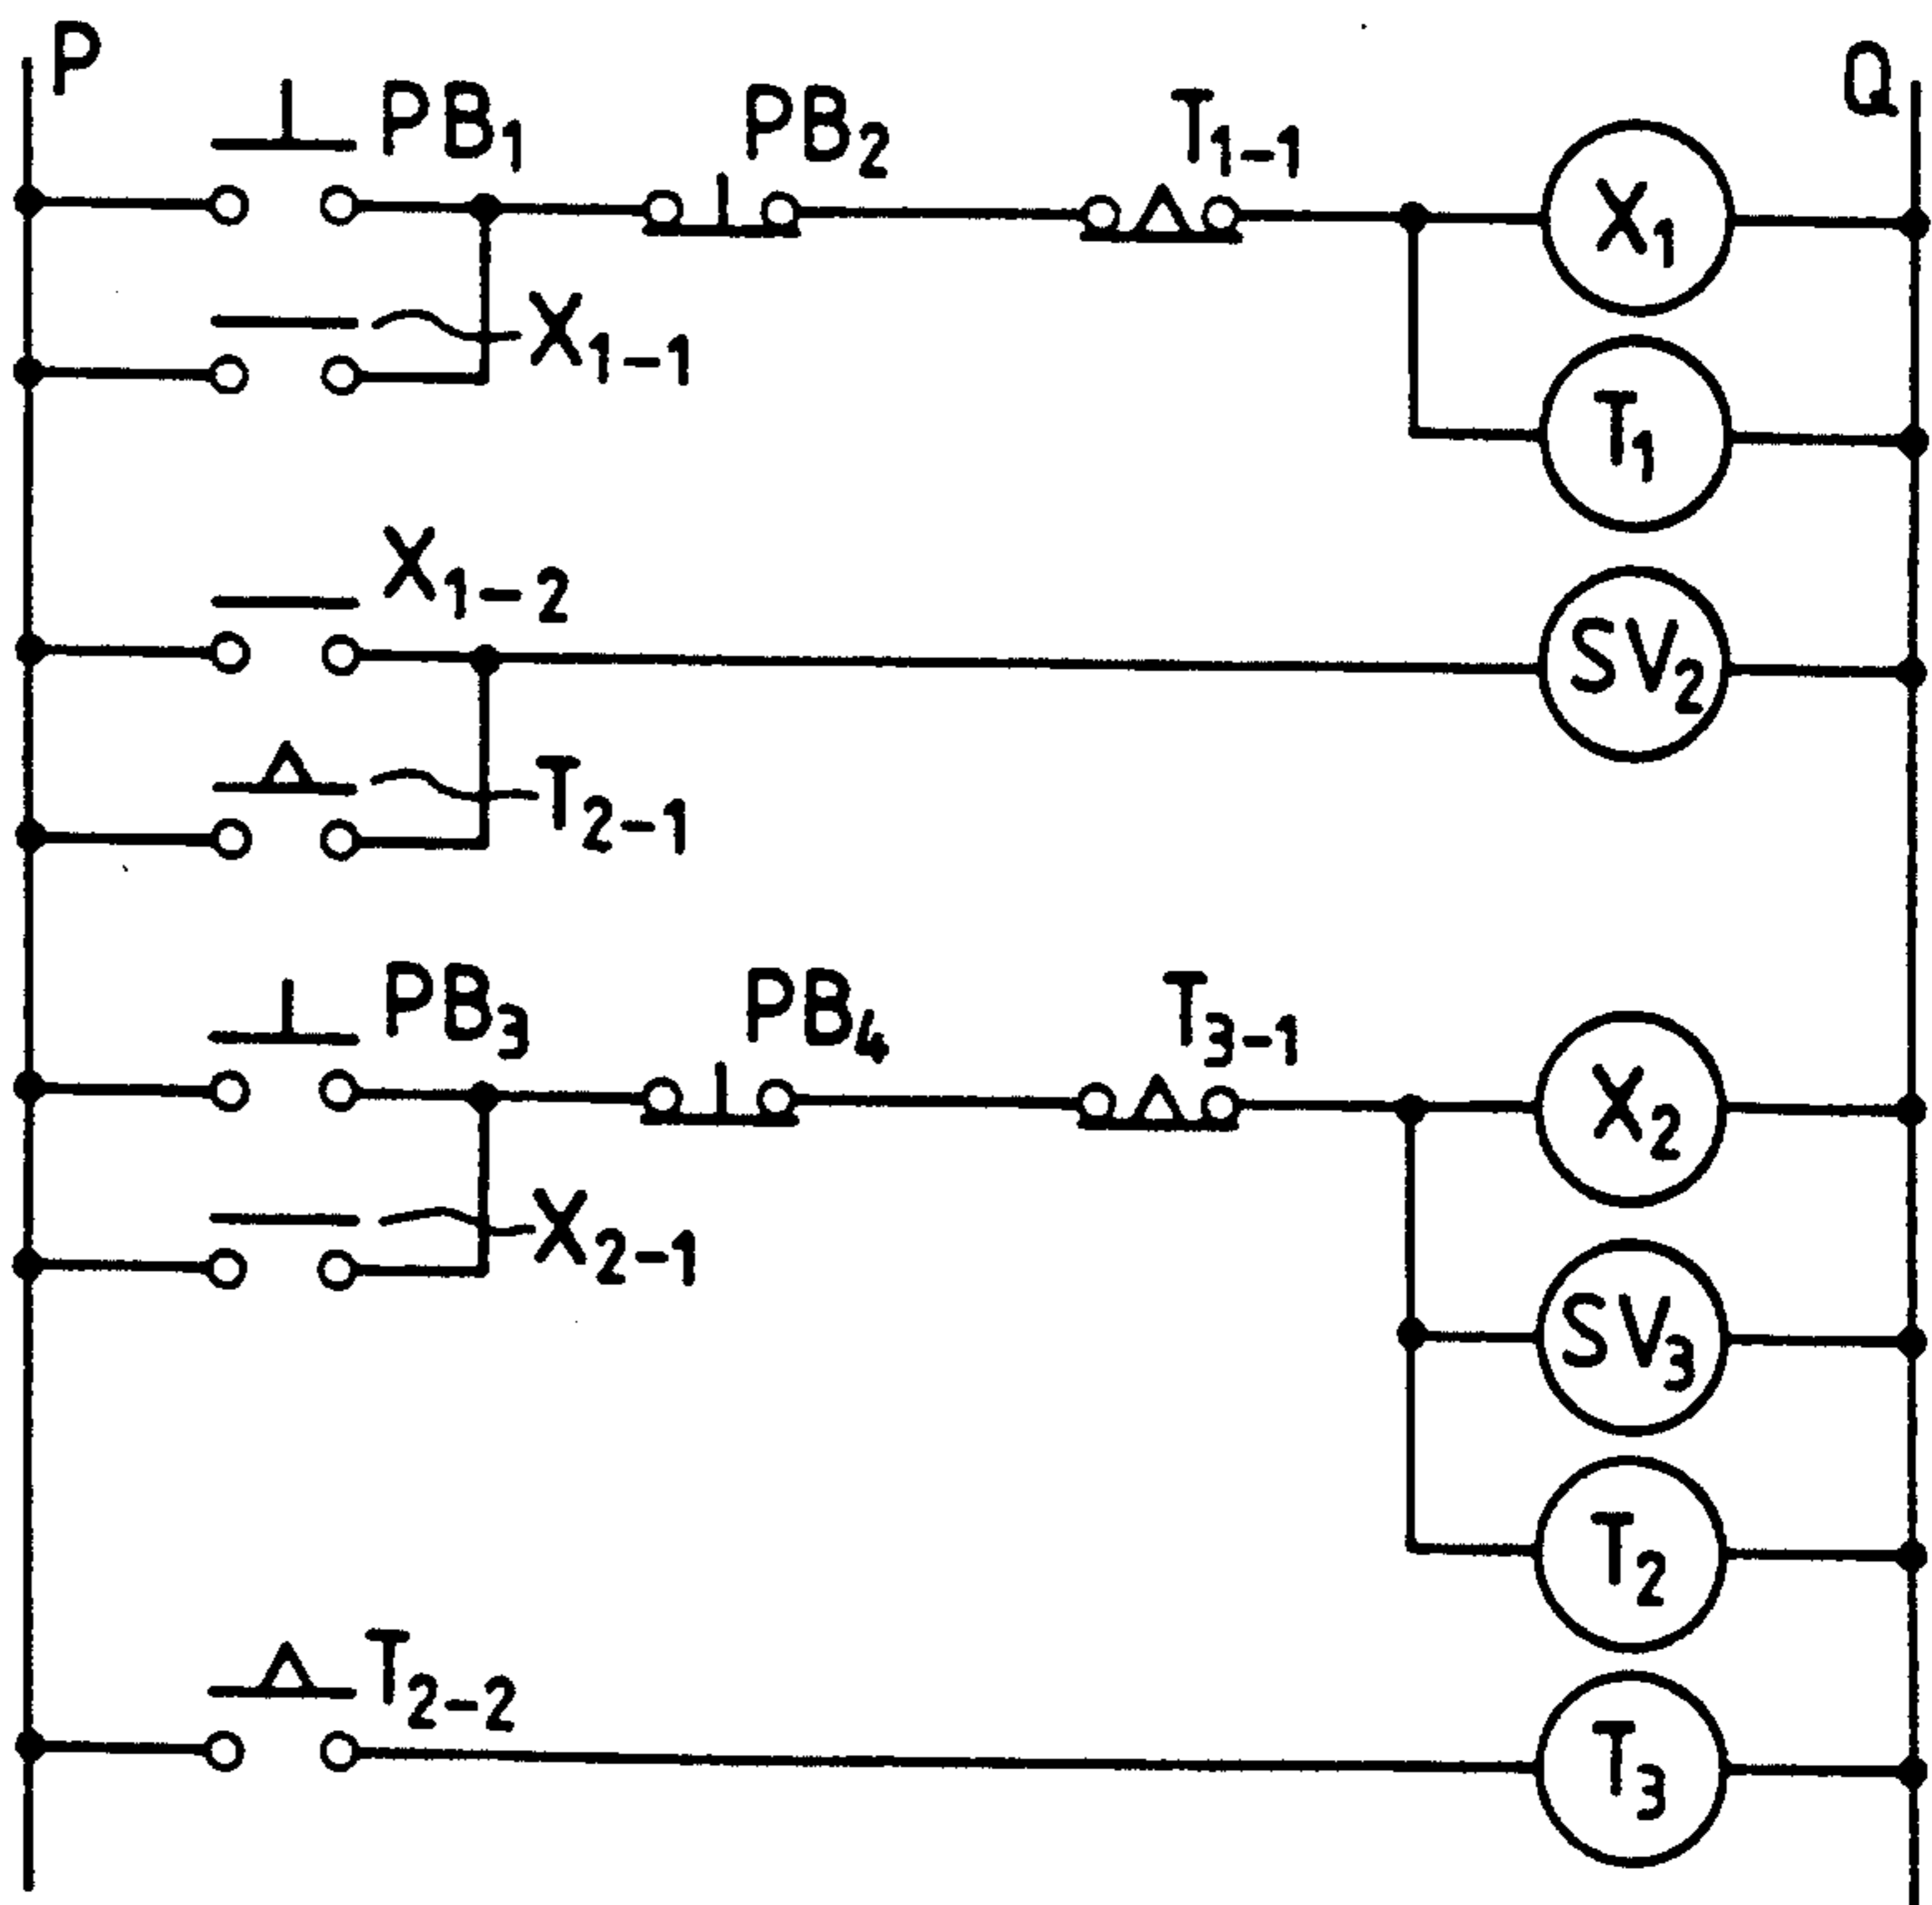 P Q
PB₁ PB₂ T₁₋₁ X₁
X₁₋₁
T₁
X₁₋₂
SV₂
T₂₋₁
PB₃ PB₄ T₃₋₁
X₂
X₂₋₁
SV₃
T₂
T₂₋₂
T₃